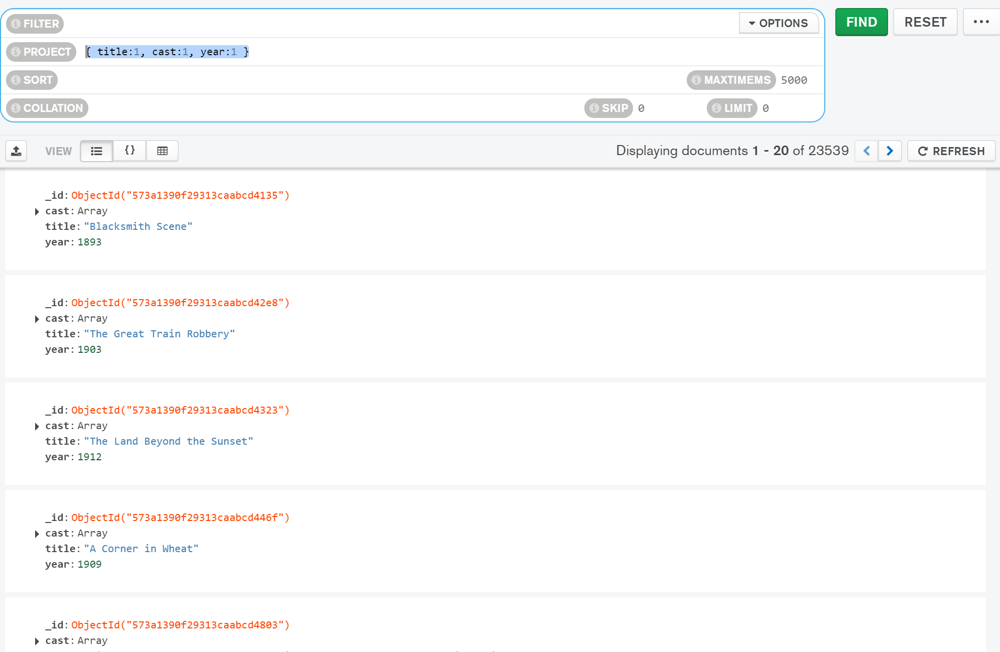 FILTER
OPTIONS
FIND
RESET
PROJECT
{ title:1, cast:1, year:1 }
SORT
MAXTIMEMS 5000
COLLATION
SKIP 0
LIMIT 0
VIEW
{}
Displaying documents 1 - 20 of 23539
REFRESH
_id: ObjectId("573a1390f29313caabcd4135")
cast: Array
title: "Blacksmith Scene"
year: 1893
_id: ObjectId("573a1390f29313caabcd42e8")
cast: Array
title: "The Great Train Robbery"
year: 1903
_id: ObjectId("573a1390f29313caabcd4323")
cast: Array
title: "The Land Beyond the Sunset"
year: 1912
_id: ObjectId("573a1390f29313caabcd446f")
cast: Array
title: "A Corner in Wheat"
year: 1909
_id: ObjectId("573a1390f29313caabcd4803")
cast: Array